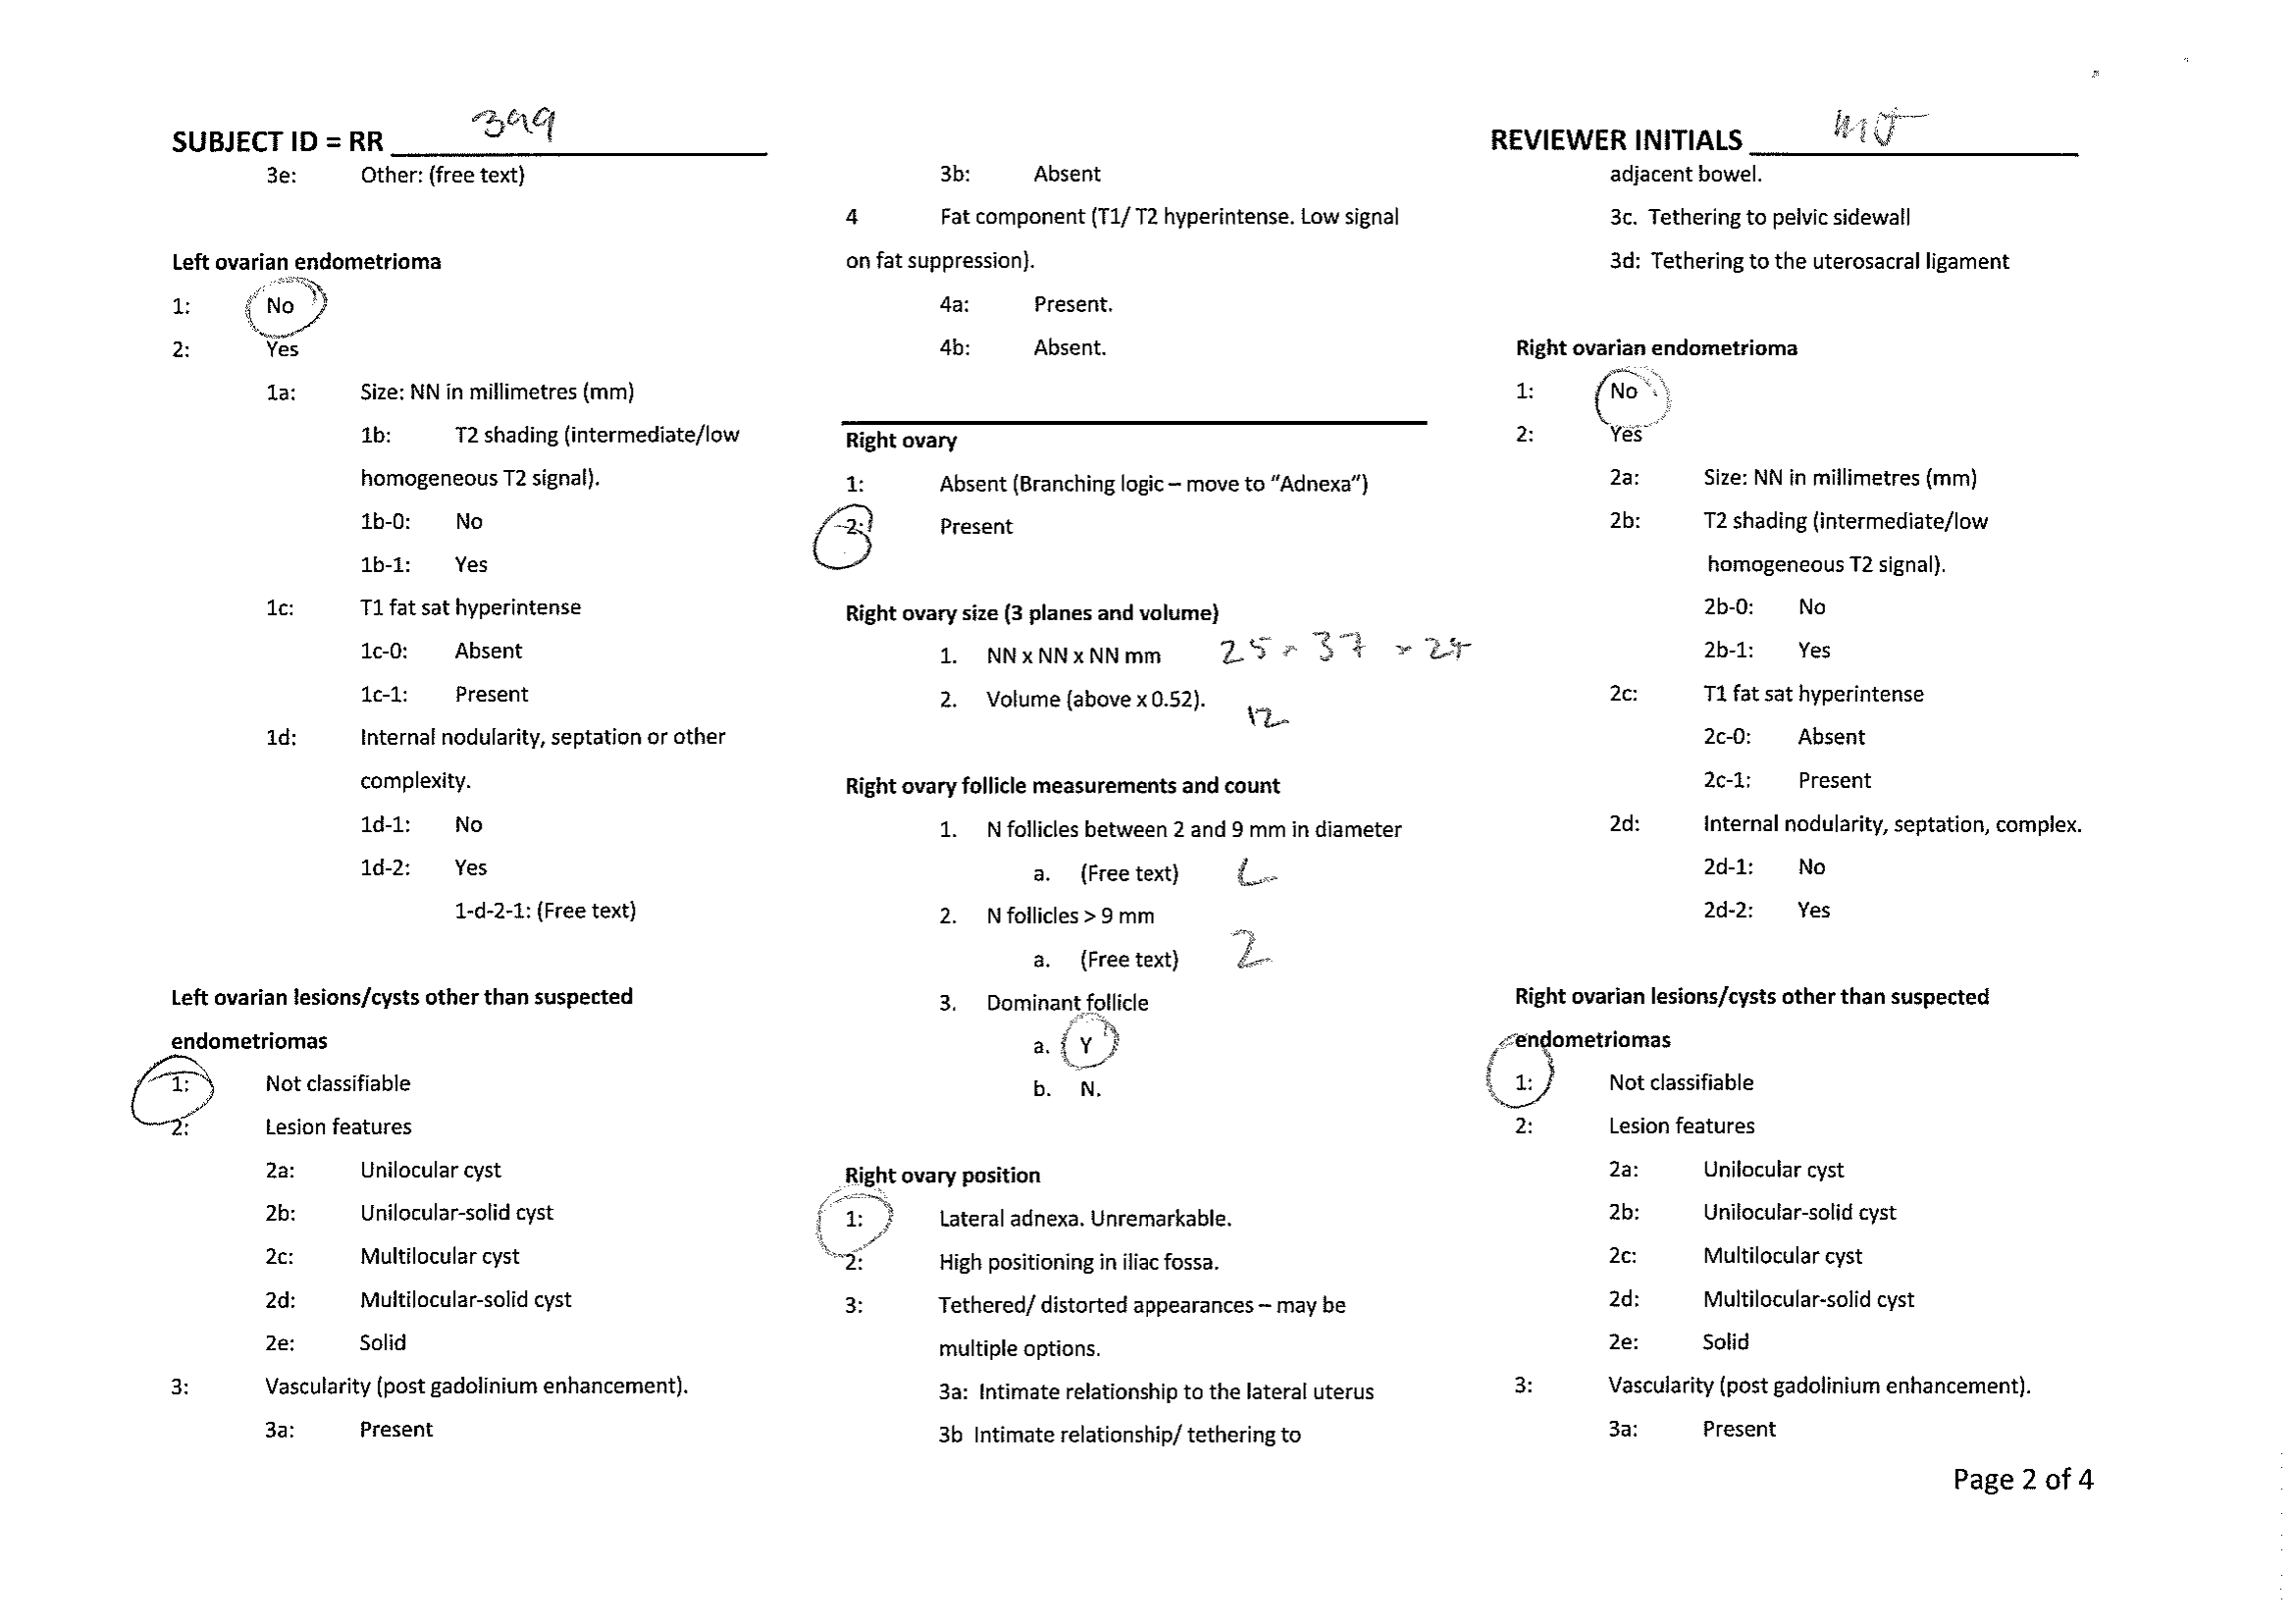 SUBJECT ID = RR 399
REVIEWER INITIALS MJ
3e: Other: (free text)
Left ovarian endometrioma
1: No
2: Yes
1a: Size: NN in millimetres (mm)
1b: T2 shading (intermediate/low
homogeneous T2 signal).
1b-0: No
1b-1: Yes
1c: T1 fat sat hyperintense
1c-0: Absent
1c-1: Present
1d: Internal nodularity, septation or other
complexity.
1d-1: No
1d-2: Yes
1-d-2-1: (Free text)
Left ovarian lesions/cysts other than suspected
endometriomas
1: Not classifiable
2: Lesion features
2a: Unilocular cyst
2b: Unilocular-solid cyst
2c: Multilocular cyst
2d: Multilocular-solid cyst
2e: Solid
3: Vascularity (post gadolinium enhancement).
3a: Present
3b: Absent
4 Fat component (T1/ T2 hyperintense. Low signal
on fat suppression).
4a: Present.
4b: Absent.
Right ovary
1: Absent (Branching logic – move to "Adnexa")
2: Present
Right ovary size (3 planes and volume)
1. NN x NN x NN mm 25 x 37 x 24
2. Volume (above x 0.52).
12
Right ovary follicle measurements and count
1. N follicles between 2 and 9 mm in diameter
a. (Free text)
2. N follicles > 9 mm
a. (Free text) 2
3. Dominant follicle
a. Y
b. N.
Right ovary position
1: Lateral adnexa. Unremarkable.
2: High positioning in iliac fossa.
3: Tethered/ distorted appearances – may be
multiple options.
3a: Intimate relationship to the lateral uterus
3b Intimate relationship/ tethering to
adjacent bowel.
3c. Tethering to pelvic sidewall
3d: Tethering to the uterosacral ligament
Right ovarian endometrioma
1: No
2: Yes
2a: Size: NN in millimetres (mm)
2b: T2 shading (intermediate/low
homogeneous T2 signal).
2b-0: No
2b-1: Yes
2c: T1 fat sat hyperintense
2c-0: Absent
2c-1: Present
2d: Internal nodularity, septation, complex.
2d-1: No
2d-2: Yes
Right ovarian lesions/cysts other than suspected
endometriomas
1: Not classifiable
2: Lesion features
2a: Unilocular cyst
2b: Unilocular-solid cyst
2c: Multilocular cyst
2d: Multilocular-solid cyst
2e: Solid
3: Vascularity (post gadolinium enhancement).
3a: Present
Page 2 of 4